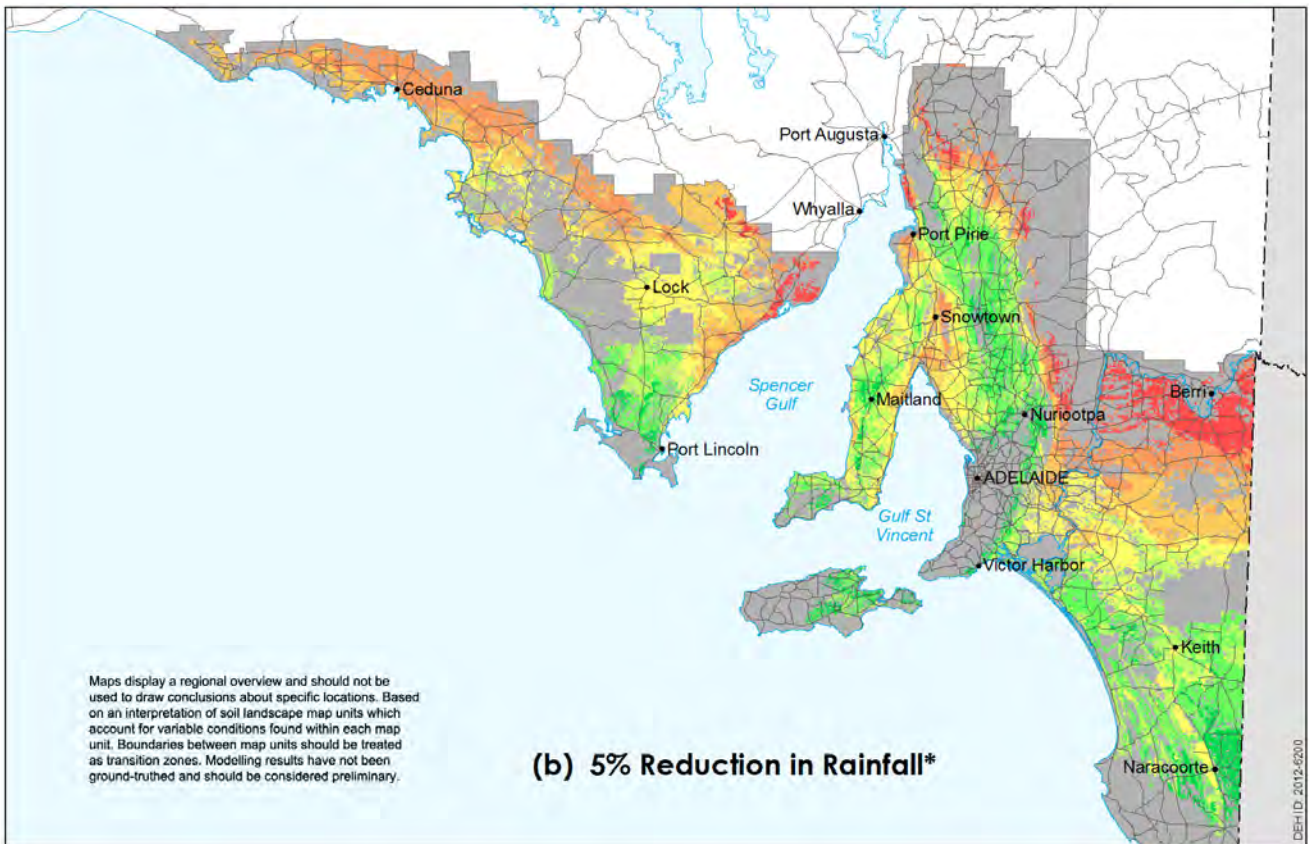 Ceduna
Port Augusta
Whyalla
Port Pirie
Lock
Snowtown
Spencer
Gulf
Maitland
Berri
Nuriootpa
Port Lincoln
ADELAIDE
Gulf St
Vincent
Victor Harbor
Keith
Naracoorte
Maps display a regional overview and should not be
used to draw conclusions about specific locations. Based
on an interpretation of soil landscape map units which
account for variable conditions found within each map
unit. Boundaries between map units should be treated
as transition zones. Modelling results have not been
ground-truthed and should be considered preliminary.
(b) 5% Reduction in Rainfall*
DEH ID: 2012-6200